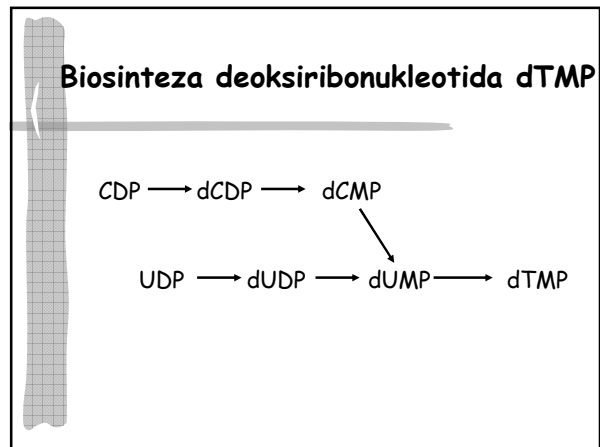 Biosinteza deoksiribonukleotida dTMP
CDP → dCDP → dCMP
UDP → dUDP → dUMP → dTMP